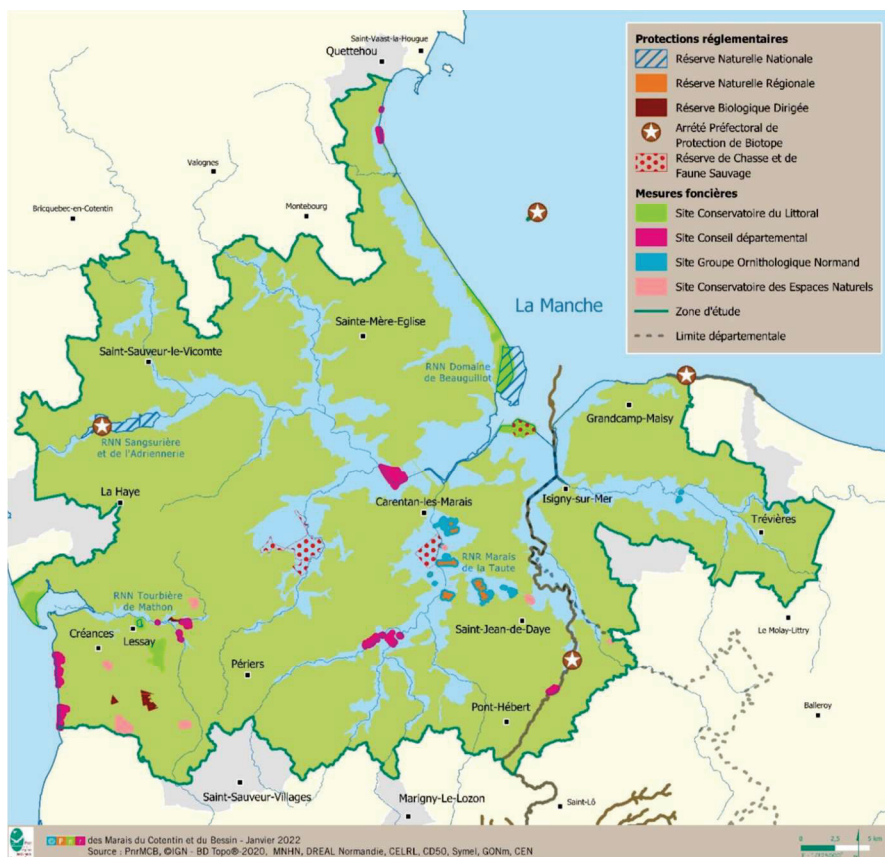 Saint-Vaast-la-Hougue
Quettehou
Protections réglementaires
Réserve Naturelle Nationale
Réserve Naturelle Régionale
Réserve Biologique Dirigée
Arrêté Préfectoral de
Protection de Biotope
Réserve de Chasse et de
Faune Sauvage
Mesures foncières
Site Conservatoire du Littoral
Site Conseil départemental
Site Groupe Ornithologique Normand
Site Conservatoire des Espaces Naturels
Zone d'étude
Limite départementale
Valognes
Bricquebec-en-Cotentin
Montebourg
La Manche
Sainte-Mère-Eglise
Saint-Sauveur-le-Vicomte
RNN Domaine
de Beauguillot
Grandcamp-Maisy
RNN Sangsurière
et de l'Adriennerie
La Haye
Carentan-les-Marais
Isigny-sur-Mer
Trévières
RNR Marais
de la Taute
RNN Tourbière
de Mathon
Créances
Lessay
Saint-Jean-de-Daye
Le Molay-Littry
Périers
Pont-Hébert
Balleroy
Saint-Sauveur-Villages
Marigny-Le-Lozon
Saint-Lô
des Marais du Cotentin et du Bessin - Janvier 2022
Source : PnrMCB, ©IGN - BD Topo®-2020, MNHN, DREAL Normandie, CELRL, CD50, Symel, GONm, CEN
0 2,5 5 km